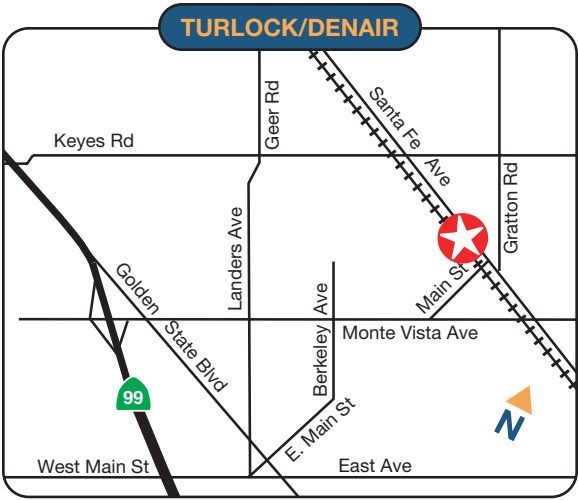 TURLOCK/DENAIR
Keyes Rd
Geer Rd
Santa Fe Ave
Gratton Rd
Landers Ave
Golden State Blvd
Berkeley Ave
Main St
Monte Vista Ave
99
E. Main St
N
West Main St
East Ave